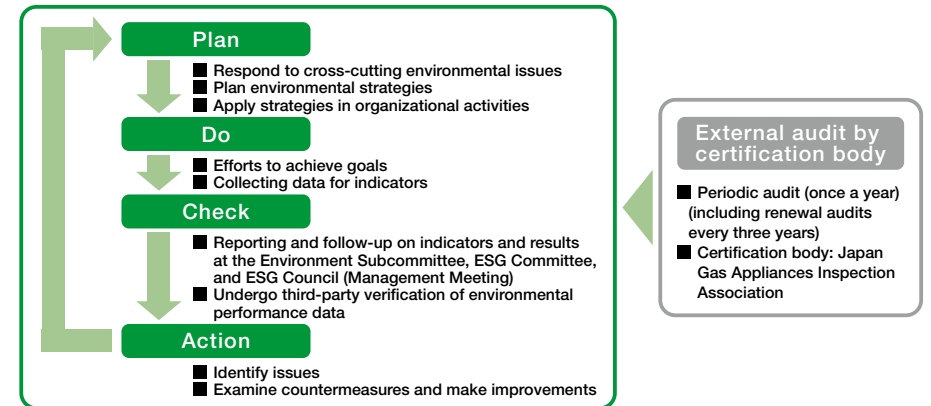 Plan
■ Respond to cross-cutting environmental issues
■ Plan environmental strategies
■ Apply strategies in organizational activities
Do
■ Efforts to achieve goals
■ Collecting data for indicators
Check
■ Reporting and follow-up on indicators and results
at the Environment Subcommittee, ESG Committee,
and ESG Council (Management Meeting)
■ Undergo third-party verification of environmental
performance data
Action
■ Identify issues
■ Examine countermeasures and make improvements
External audit by
certification body
■ Periodic audit (once a year)
(including renewal audits
every three years)
■ Certification body: Japan
Gas Appliances Inspection
Association